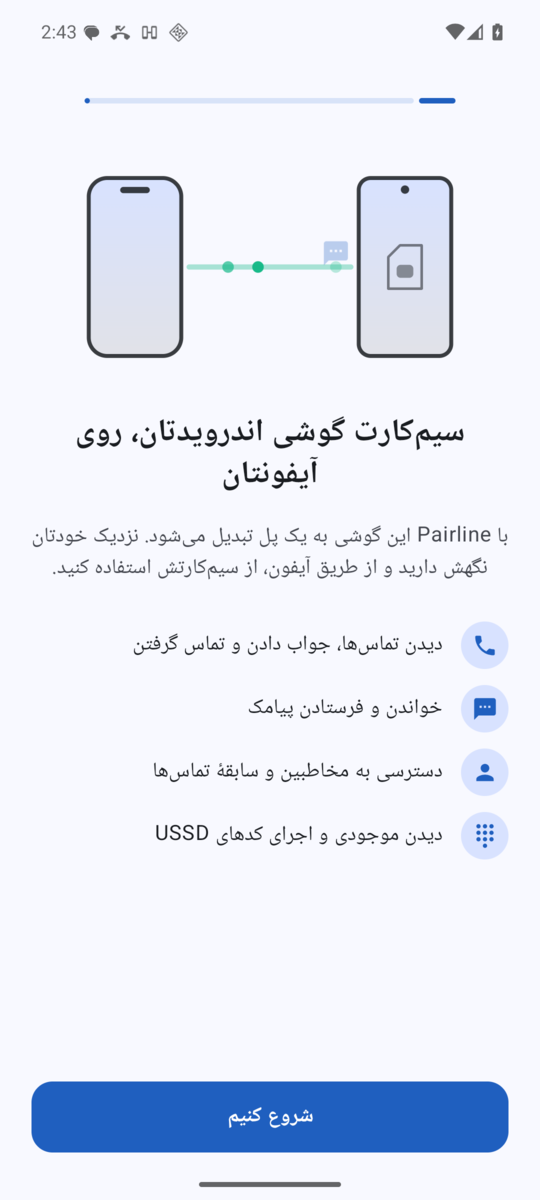 2:43
سیم‌کارت گوشی اندرویدتان، روی
آیفونتان
با Pairline این گوشی به یک پل تبدیل می‌شود. نزدیک خودتان
نگهش دارید و از طریق آیفون، از سیم‌کارتش استفاده کنید.
دیدن تماس‌ها، جواب دادن و تماس گرفتن
خواندن و فرستادن پیامک
دسترسی به مخاطبین و سابقهٔ تماس‌ها
دیدن موجودی و اجرای کدهای USSD
شروع کنیم